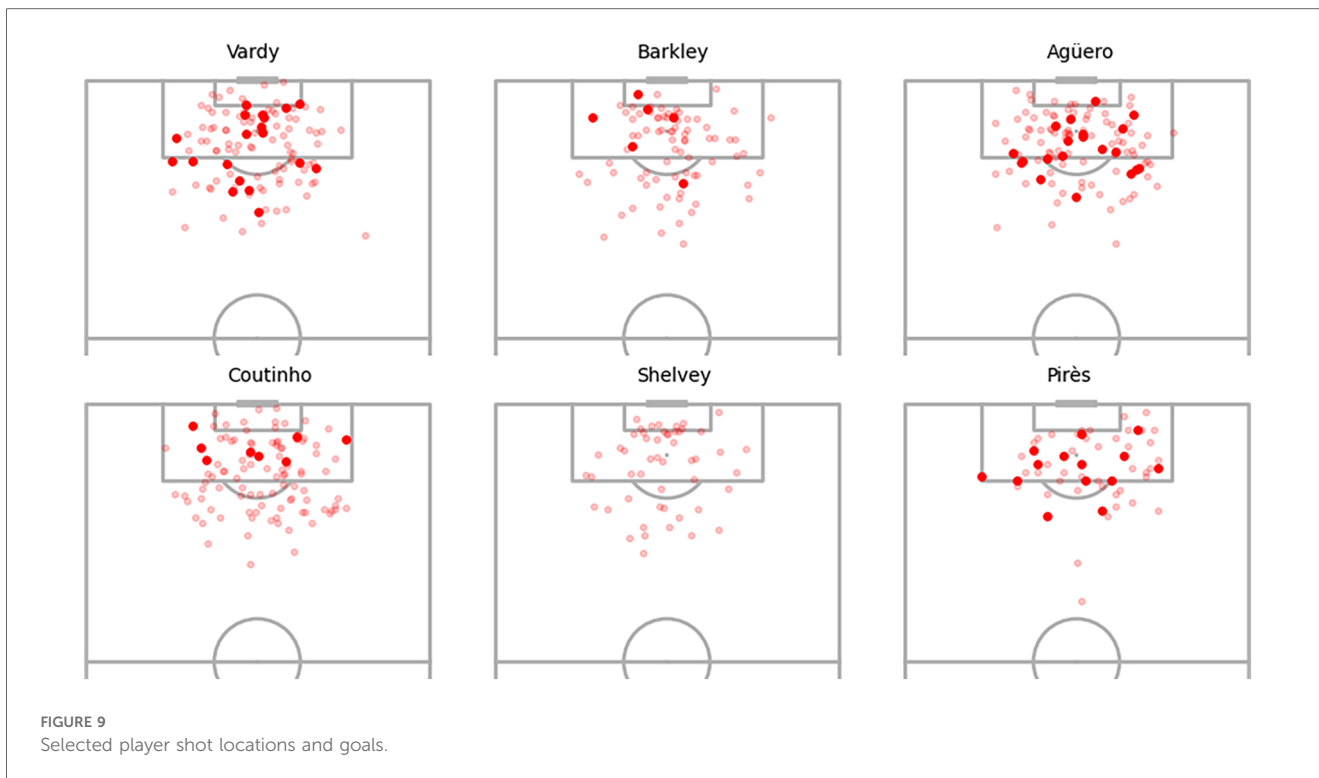 Vardy
Barkley
Agüero
Coutinho
Shelvey
Pirès
FIGURE 9
Selected player shot locations and goals.